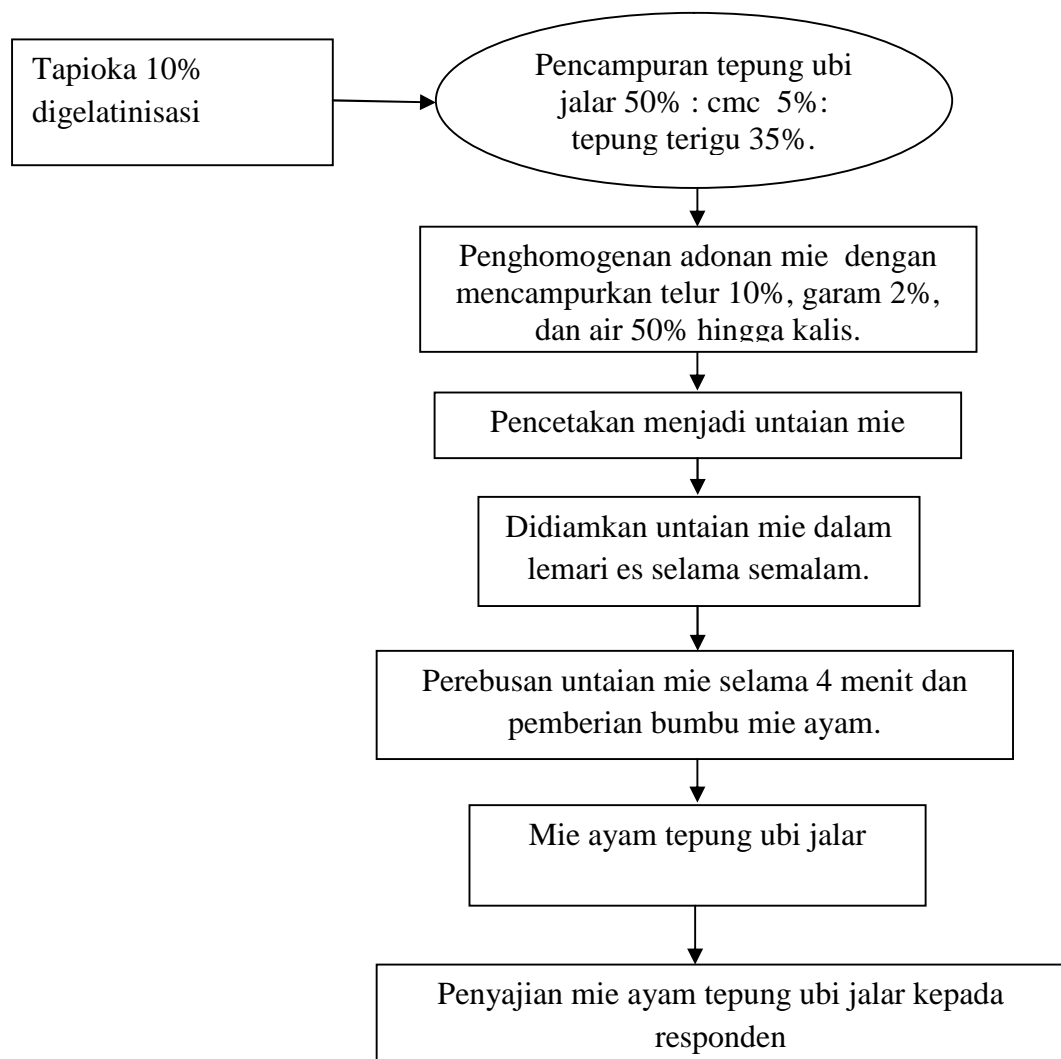 Tapioka 10%
digelatinisasi
Pencampuran tepung ubi
jalar 50% : cmc 5%:
tepung terigu 35%.
Penghomogenan adonan mie dengan
mencampurkan telur 10%, garam 2%,
dan air 50% hingga kalis.
Pencetakan menjadi untaian mie
Didiamkan untaian mie dalam
lemari es selama semalam.
Perebusan untaian mie selama 4 menit dan
pemberian bumbu mie ayam.
Mie ayam tepung ubi jalar
Penyajian mie ayam tepung ubi jalar kepada
responden